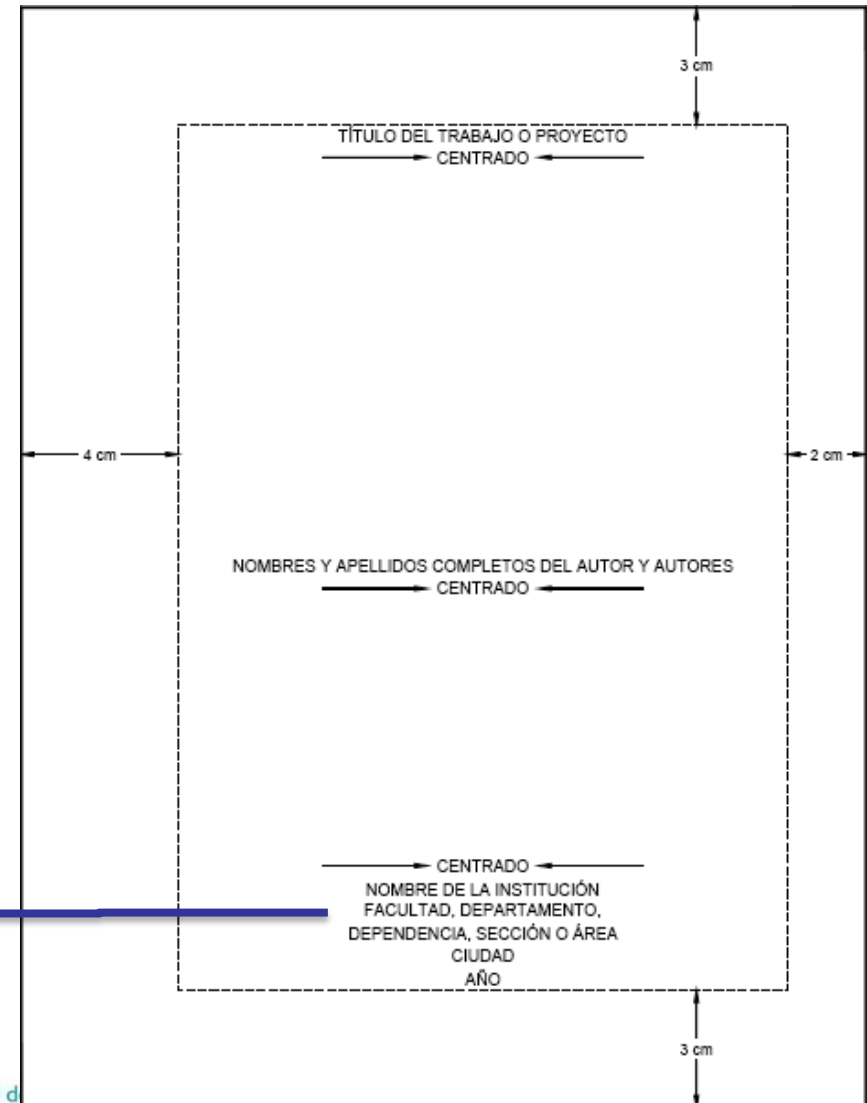 3 cm
TÍTULO DEL TRABAJO O PROYECTO
CENTRADO
4 cm
2 cm
NOMBRES Y APELLIDOS COMPLETOS DEL AUTOR Y AUTORES
CENTRADO
CENTRADO
NOMBRE DE LA INSTITUCIÓN
FACULTAD, DEPARTAMENTO,
DEPENDENCIA, SECCIÓN O ÁREA
CIUDAD
AÑO
3 cm
d